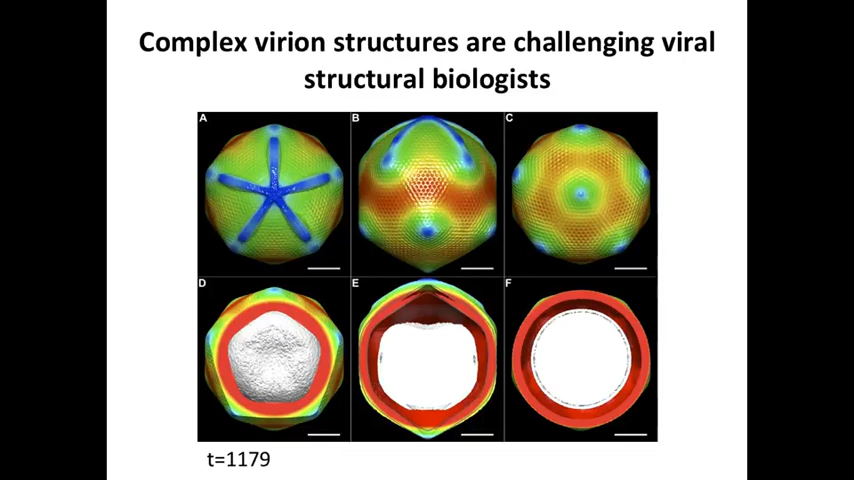 Complex virion structures are challenging viral
structural biologists
A
B
C
D
E
F
t=1179